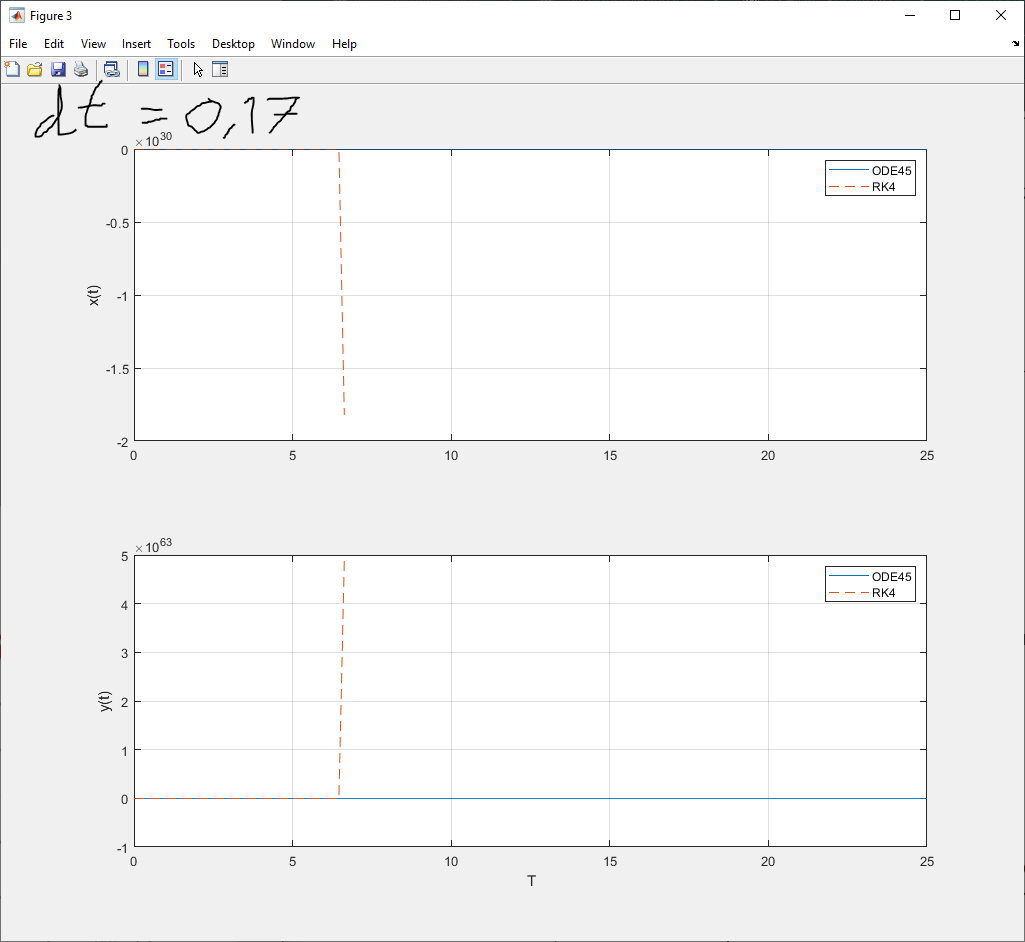 Figure 3
File Edit View Insert Tools Desktop Window Help
dt = 0,17
×10^30
0
-0.5
-1
-1.5
-2
x(t)
0 5 10 15 20 25
ODE45
RK4
×10^63
5
4
3
2
1
0
-1
y(t)
0 5 10 15 20 25
T
ODE45
RK4